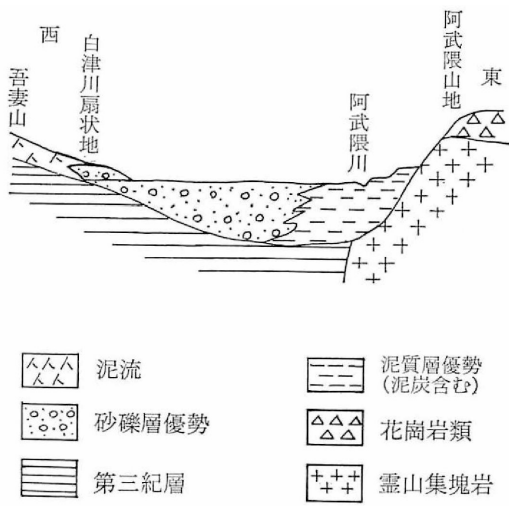 西
吾妻山
白津川扇状地
阿武隈川
阿武隈山地
東
泥流
砂礫層優勢
第三紀層
泥質層優勢
(泥炭含む)
花崗岩類
霊山集塊岩